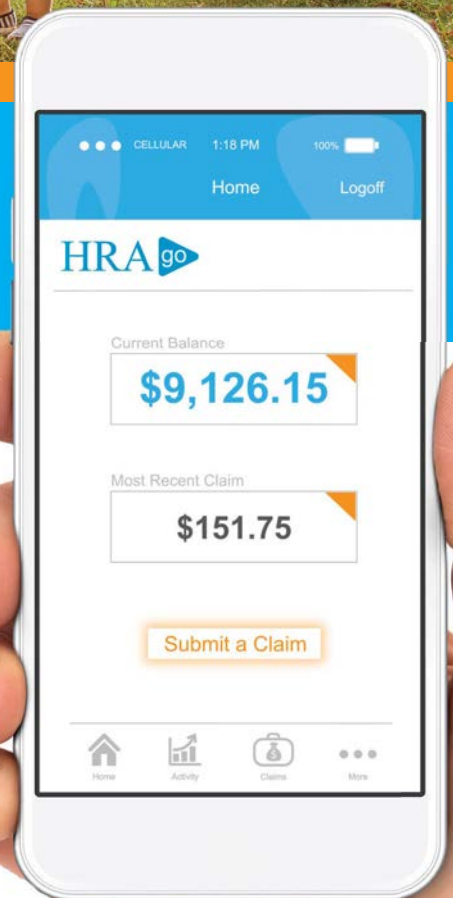 CELLULAR 1:18 PM 100%
Home Logoff
HRA go
Current Balance
$9,126.15
Most Recent Claim
$151.75
Submit a Claim
Home Activity Claims More